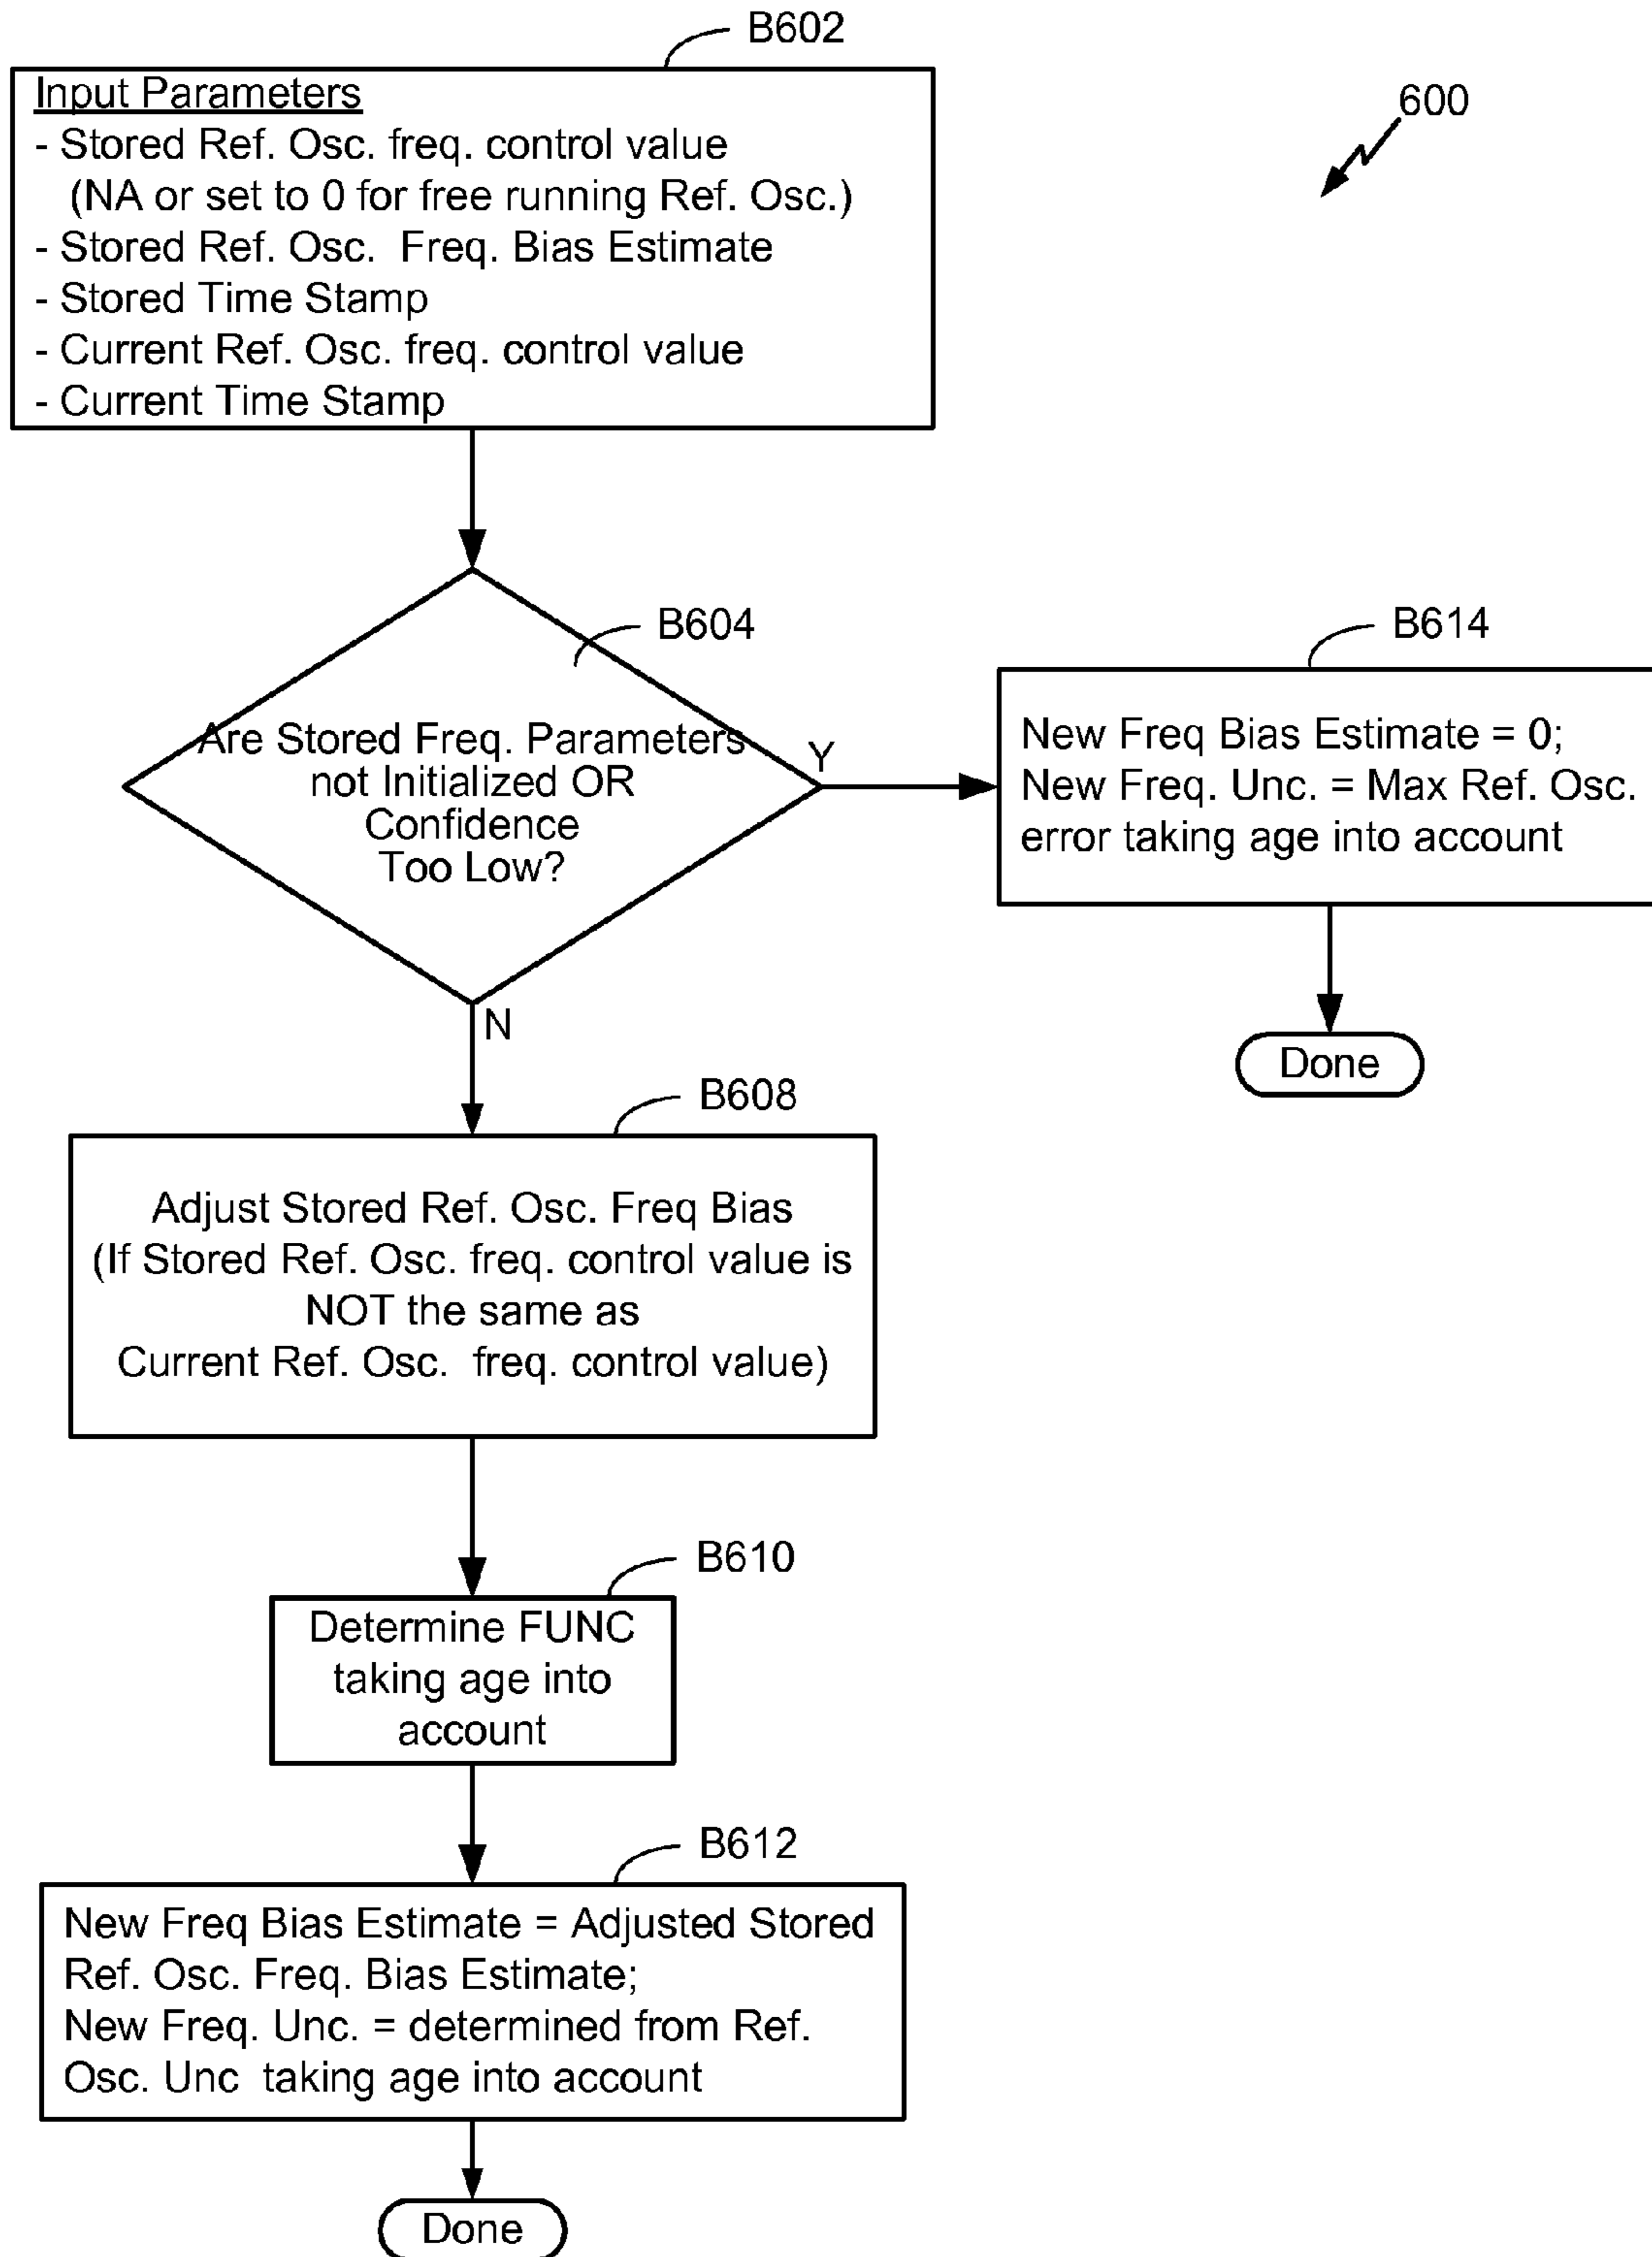 B602
600
Input Parameters
- Stored Ref. Osc. freq. control value
(NA or set to 0 for free running Ref. Osc.)
- Stored Ref. Osc. Freq. Bias Estimate
- Stored Time Stamp
- Current Ref. Osc. freq. control value
- Current Time Stamp
B604
Are Stored Freq. Parameters
not Initialized OR
Confidence
Too Low?
Y
B614
New Freq Bias Estimate = 0;
New Freq. Unc. = Max Ref. Osc.
error taking age into account
Done
N
B608
Adjust Stored Ref. Osc. Freq Bias
(If Stored Ref. Osc. freq. control value is
NOT the same as
Current Ref. Osc. freq. control value)
B610
Determine FUNC
taking age into
account
B612
New Freq Bias Estimate = Adjusted Stored
Ref. Osc. Freq. Bias Estimate;
New Freq. Unc. = determined from Ref.
Osc. Unc taking age into account
Done